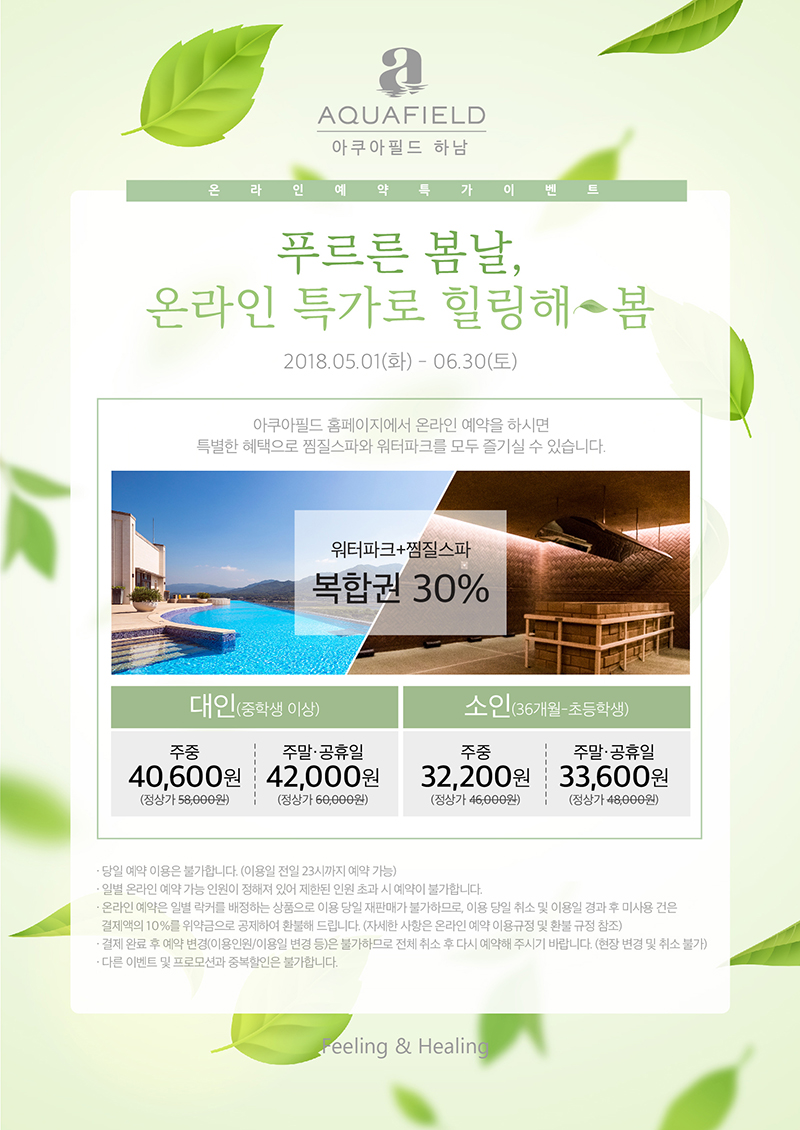 a
AQUAFIELD
아쿠아필드 하남
온라인예약특가이벤트
푸르른 봄날,
온라인 특가로 힐링해~봄
2018.05.01(화) - 06.30(토)
아쿠아필드 홈페이지에서 온라인 예약을 하시면
특별한 혜택으로 찜질스파와 워터파크를 모두 즐기실 수 있습니다.
워터파크+찜질스파
복합권 30%
대인(중학생 이상)
소인(36개월-초등학생)
주중 주말·공휴일 주중 주말·공휴일
40,600원 42,000원 32,200원 33,600원
(정상가 58,000원) (정상가 60,000원) (정상가 46,000원) (정상가 48,000원)
· 당일 예약 이용은 불가합니다. (이용일 전일 23시까지 예약 가능)
· 일별 온라인 예약 가능 인원이 정해져 있어 제한된 인원 초과 시 예약이 불가합니다.
· 온라인 예약은 일별 락커를 배정하는 상품으로 이용 당일 재판매가 불가하므로, 이용 당일 취소 및 이용일 경과 후 미사용 건은
결제액의 10%를 위약금으로 공제하여 환불해 드립니다. (자세한 사항은 온라인 예약 이용규정 및 환불 규정 참조)
· 결제 완료 후 예약 변경(이용인원/이용일 변경 등)은 불가하므로 전체 취소 후 다시 예약해 주시기 바랍니다. (현장 변경 및 취소 불가)
· 다른 이벤트 및 프로모션과 중복할인은 불가합니다.
Feeling & Healing